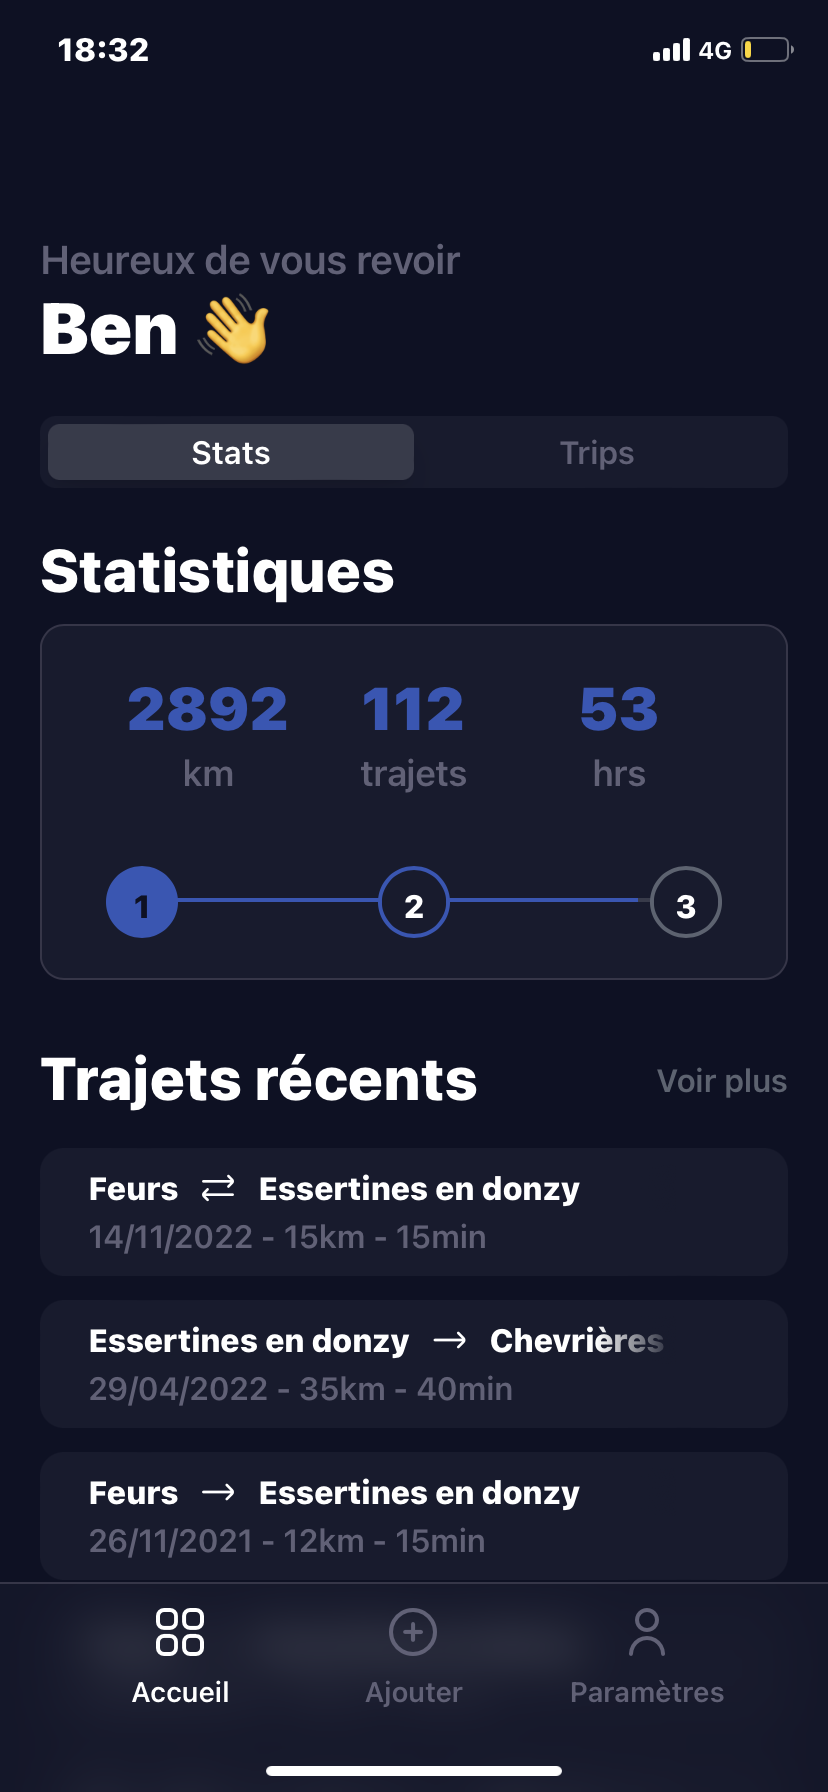 18:32 4G
Heureux de vous revoir
Ben 👋
Stats Trips
Statistiques
2892 112 53
km trajets hrs
1 2 3
Trajets récents Voir plus
Feurs ⇄ Essertines en donzy
14/11/2022 - 15km - 15min
Essertines en donzy → Chevrières
29/04/2022 - 35km - 40min
Feurs → Essertines en donzy
26/11/2021 - 12km - 15min
Accueil Ajouter Paramètres